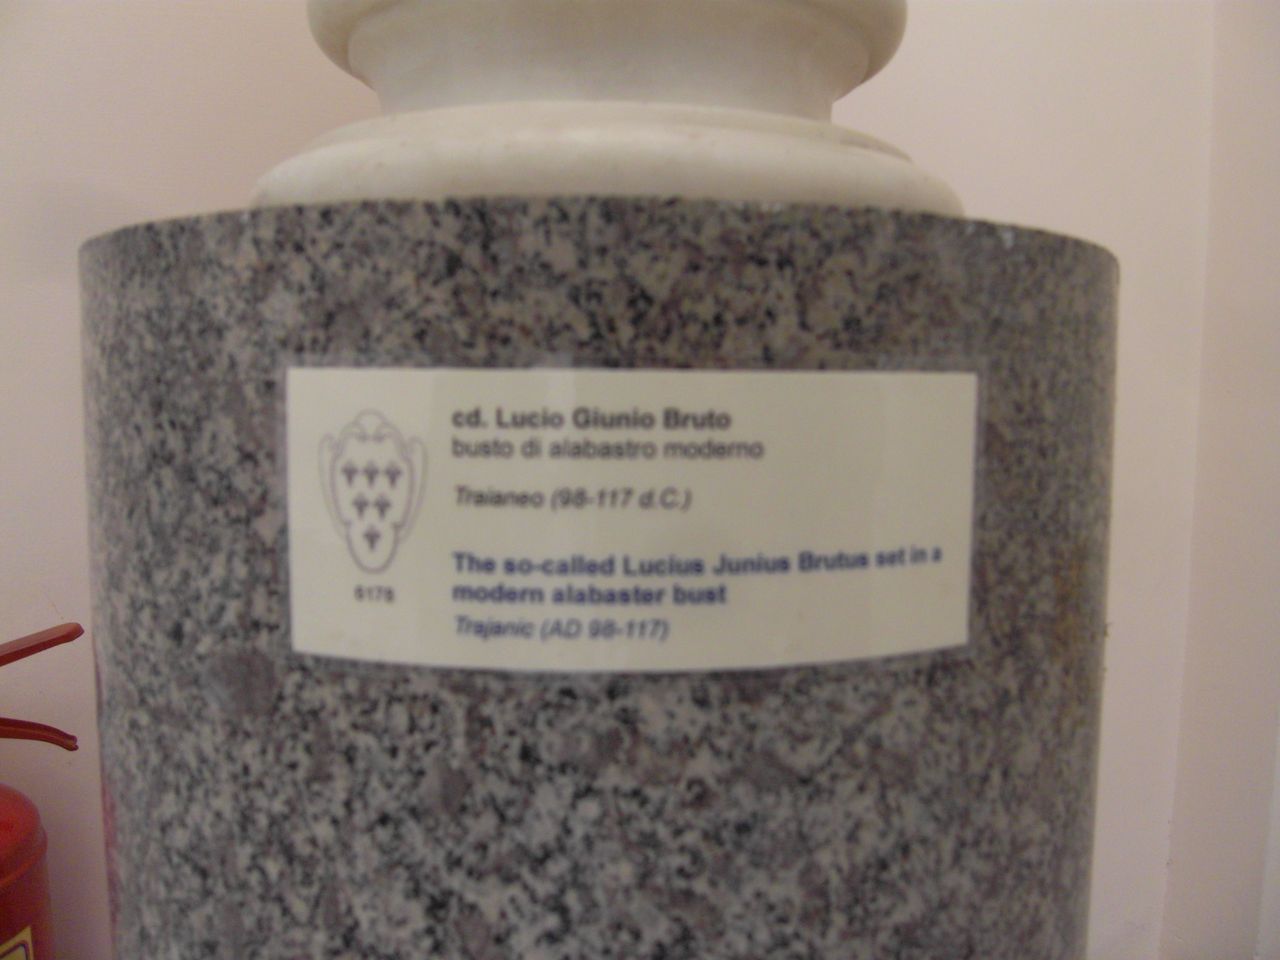 cd. Lucio Giunio Bruto
busto di alabastro moderno
Traianeo (98-117 d.C.)
The so-called Lucius Junius Brutus set in a
modern alabaster bust
Trajanic (AD 98-117)
6178